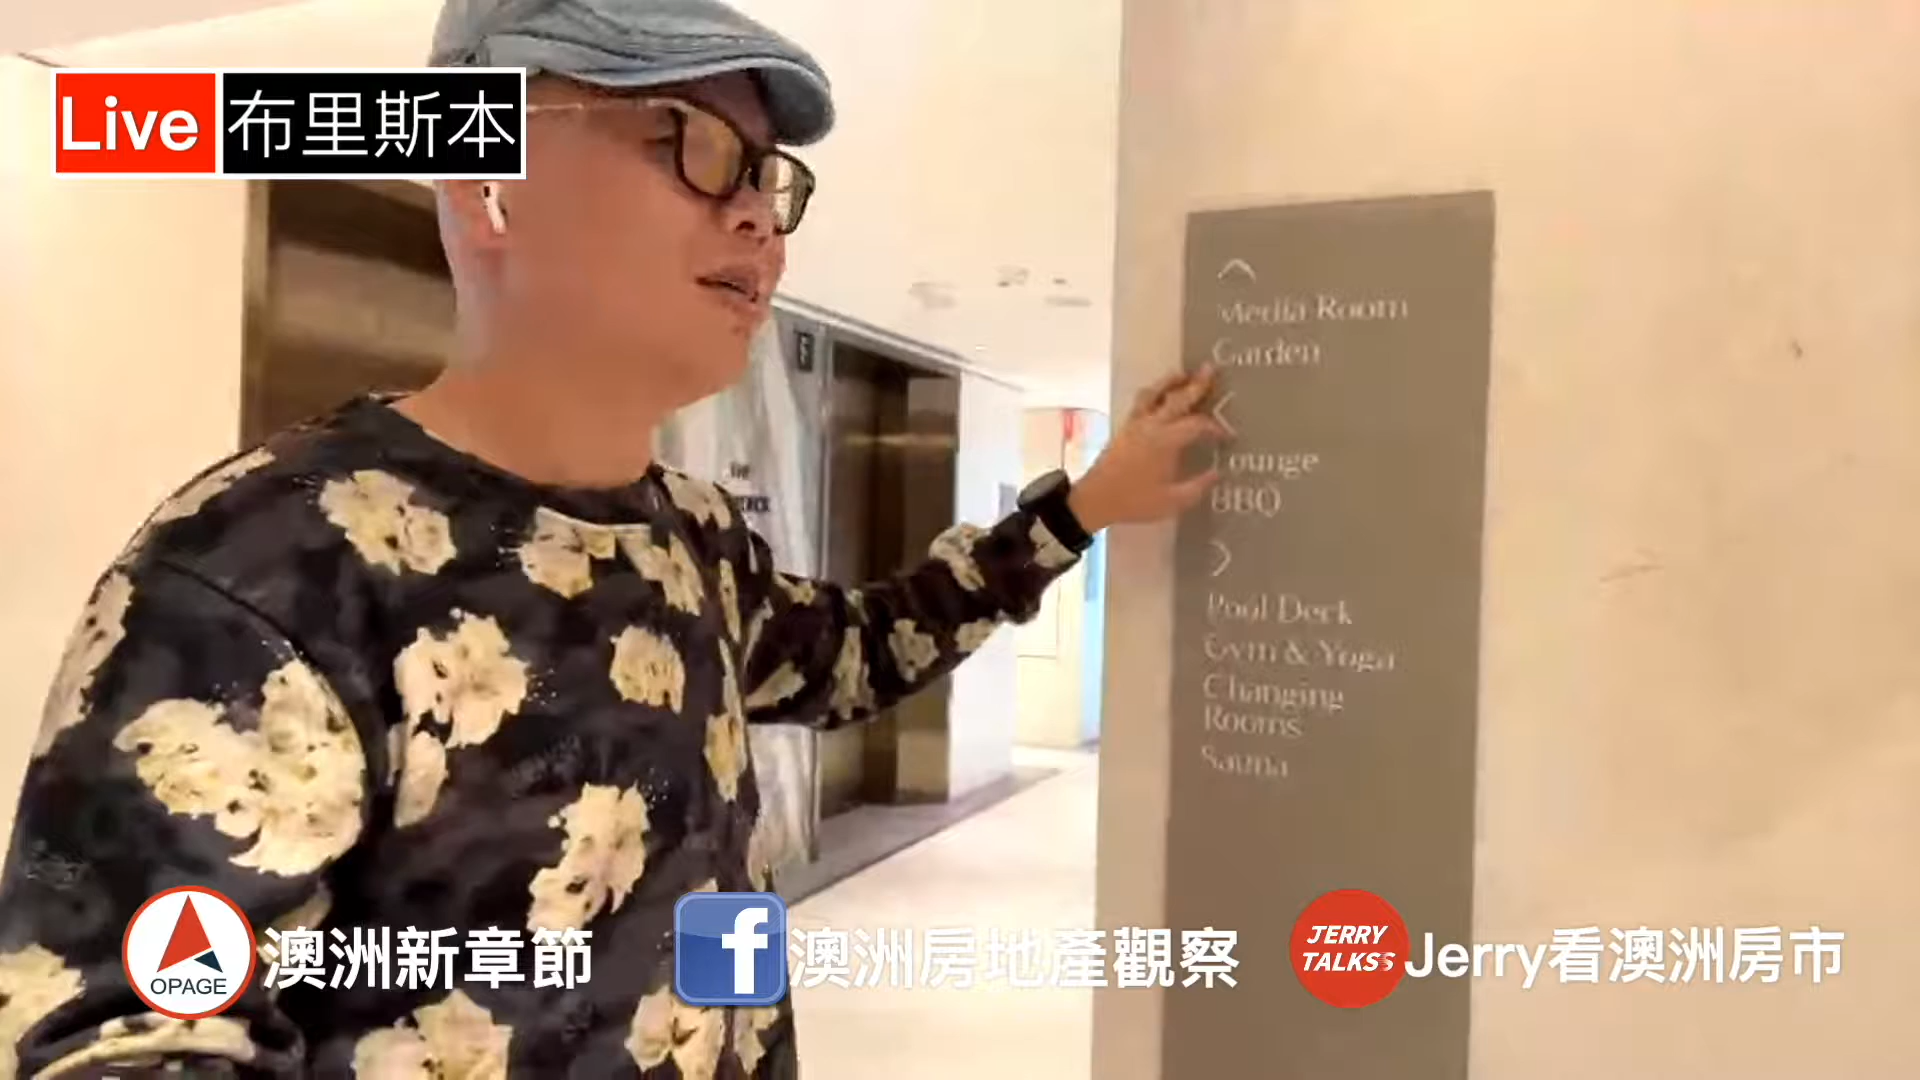 Live 布里斯本
Media Room
Garden
Lounge
BBQ
Pool Deck
Gym & Yoga
Changing
Rooms
Sauna
OPAGE
澳洲新章節
f
澳洲房地產觀察
JERRY
TALKS
Jerry看澳洲房市